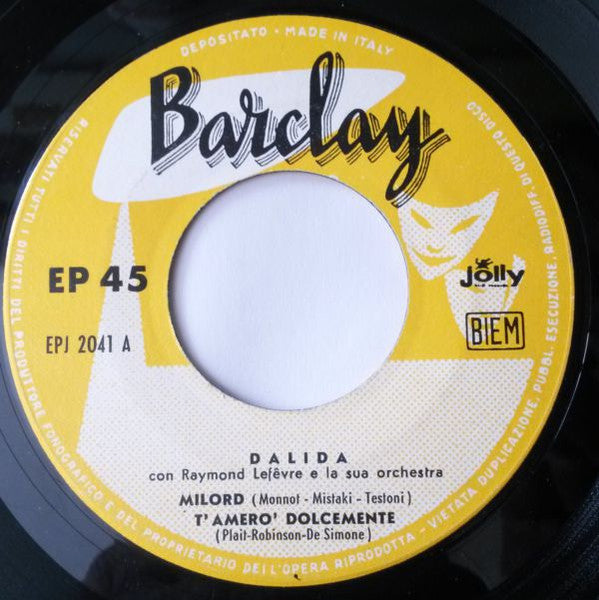 DEPOSITATO · MADE IN ITALY
Barclay
EP 45
EPJ 2041 A
Jolly
BIEM
DALIDA
con Raymond Lefêvre e la sua orchestra
MILORD (Monnot - Mistaki - Testoni)
T'AMERO' DOLCEMENTE
(Plait-Robinson-De Simone)
RISERVATI TUTTI I DIRITTI DEL PRODUTTORE FONOGRAFICO E DEL PROPRIETARIO DELL'OPERA RIPRODOTTA - VIETATA DUPLICAZIONE, PUBBL. ESECUZIONE, RADIODIFF. DI QUESTO DISCO